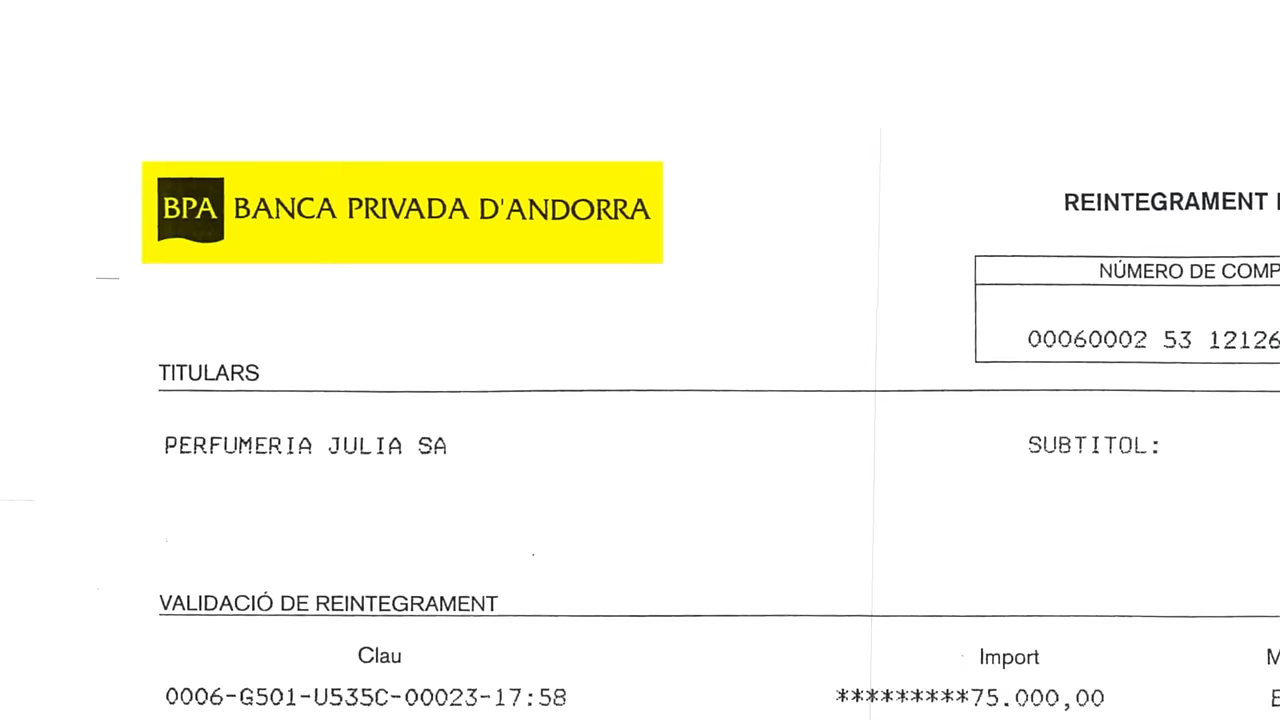 BPA BANCA PRIVADA D'ANDORRA
REINTEGRAMENT
NÚMERO DE COMP
00060002 53 12126
TITULARS
PERFUMERIA JULIA SA
SUBTITOL:
VALIDACIÓ DE REINTEGRAMENT
Clau
Import
0006-G501-U535C-00023-17:58
*********75.000,00